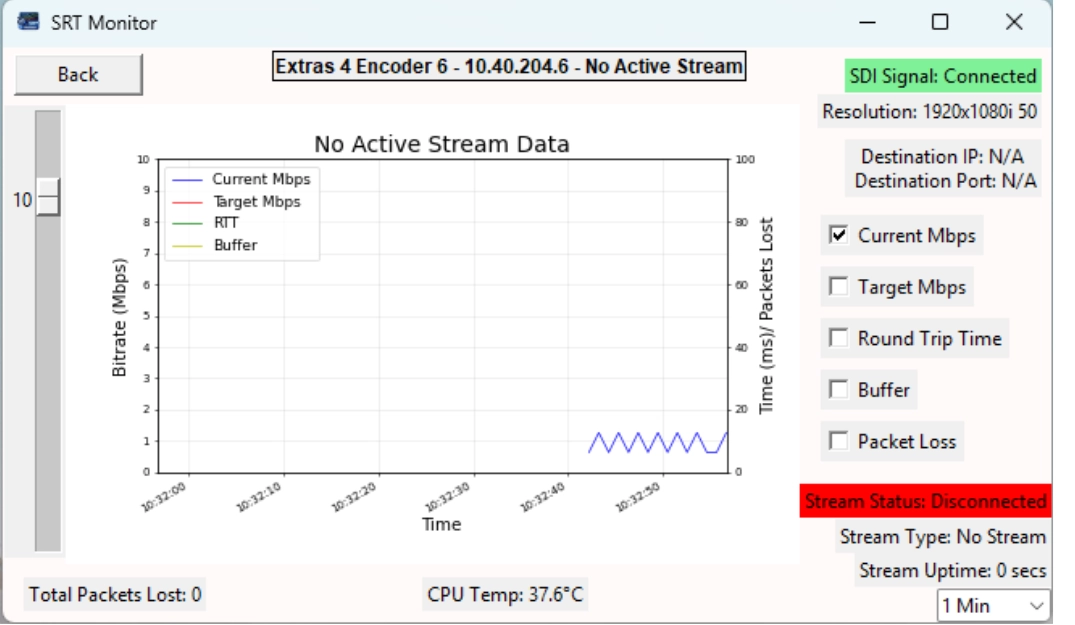 SRT Monitor
Back
Extras 4 Encoder 6 - 10.40.204.6 - No Active Stream
SDI Signal: Connected
Resolution: 1920x1080i 50
Destination IP: N/A
Destination Port: N/A
10
No Active Stream Data
Current Mbps
Target Mbps
RTT
Buffer
10
9
8
7
6
5
4
3
2
1
0
Bitrate (Mbps)
100
80
60
40
20
0
Time (ms)/ Packets Lost
10:32:00
10:32:10
10:32:20
10:32:30
10:32:40
10:32:50
Time
Current Mbps
Target Mbps
Round Trip Time
Buffer
Packet Loss
Stream Status: Disconnected
Stream Type: No Stream
Stream Uptime: 0 secs
Total Packets Lost: 0
CPU Temp: 37.6°C
1 Min